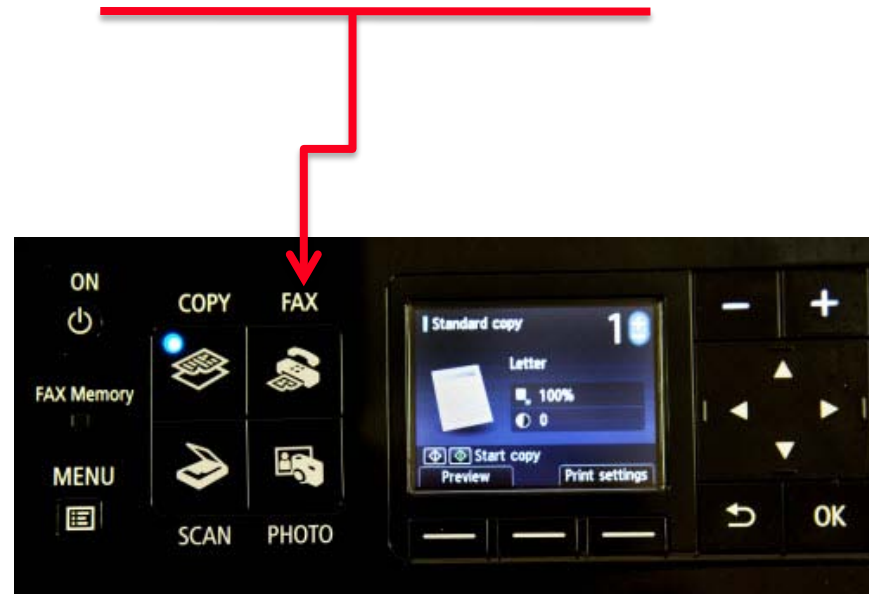 ON
COPY FAX
FAX Memory
MENU
SCAN PHOTO
Standard copy 1
Letter
100%
0
Start copy
Preview Print settings
- +
OK